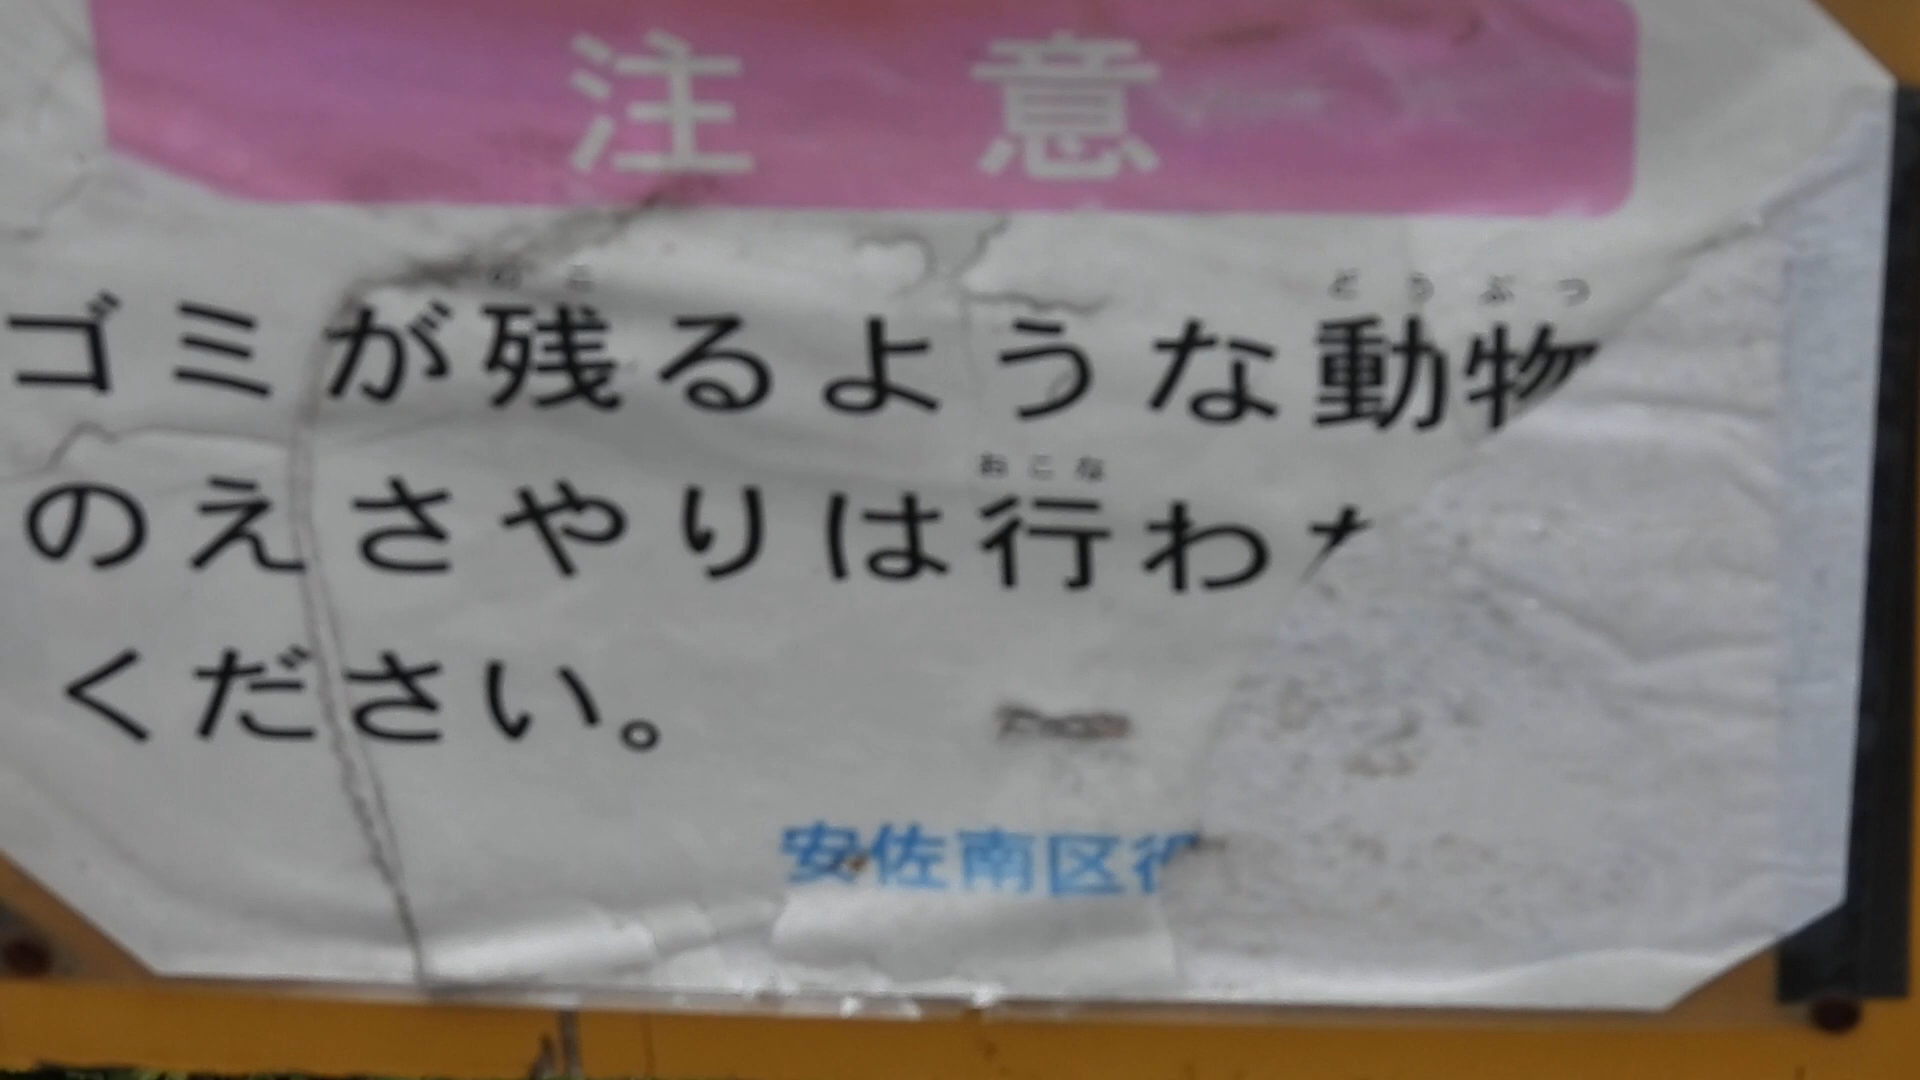 注意
ゴミが残るような動物
のえさやりは行わ
ください。
安佐南区